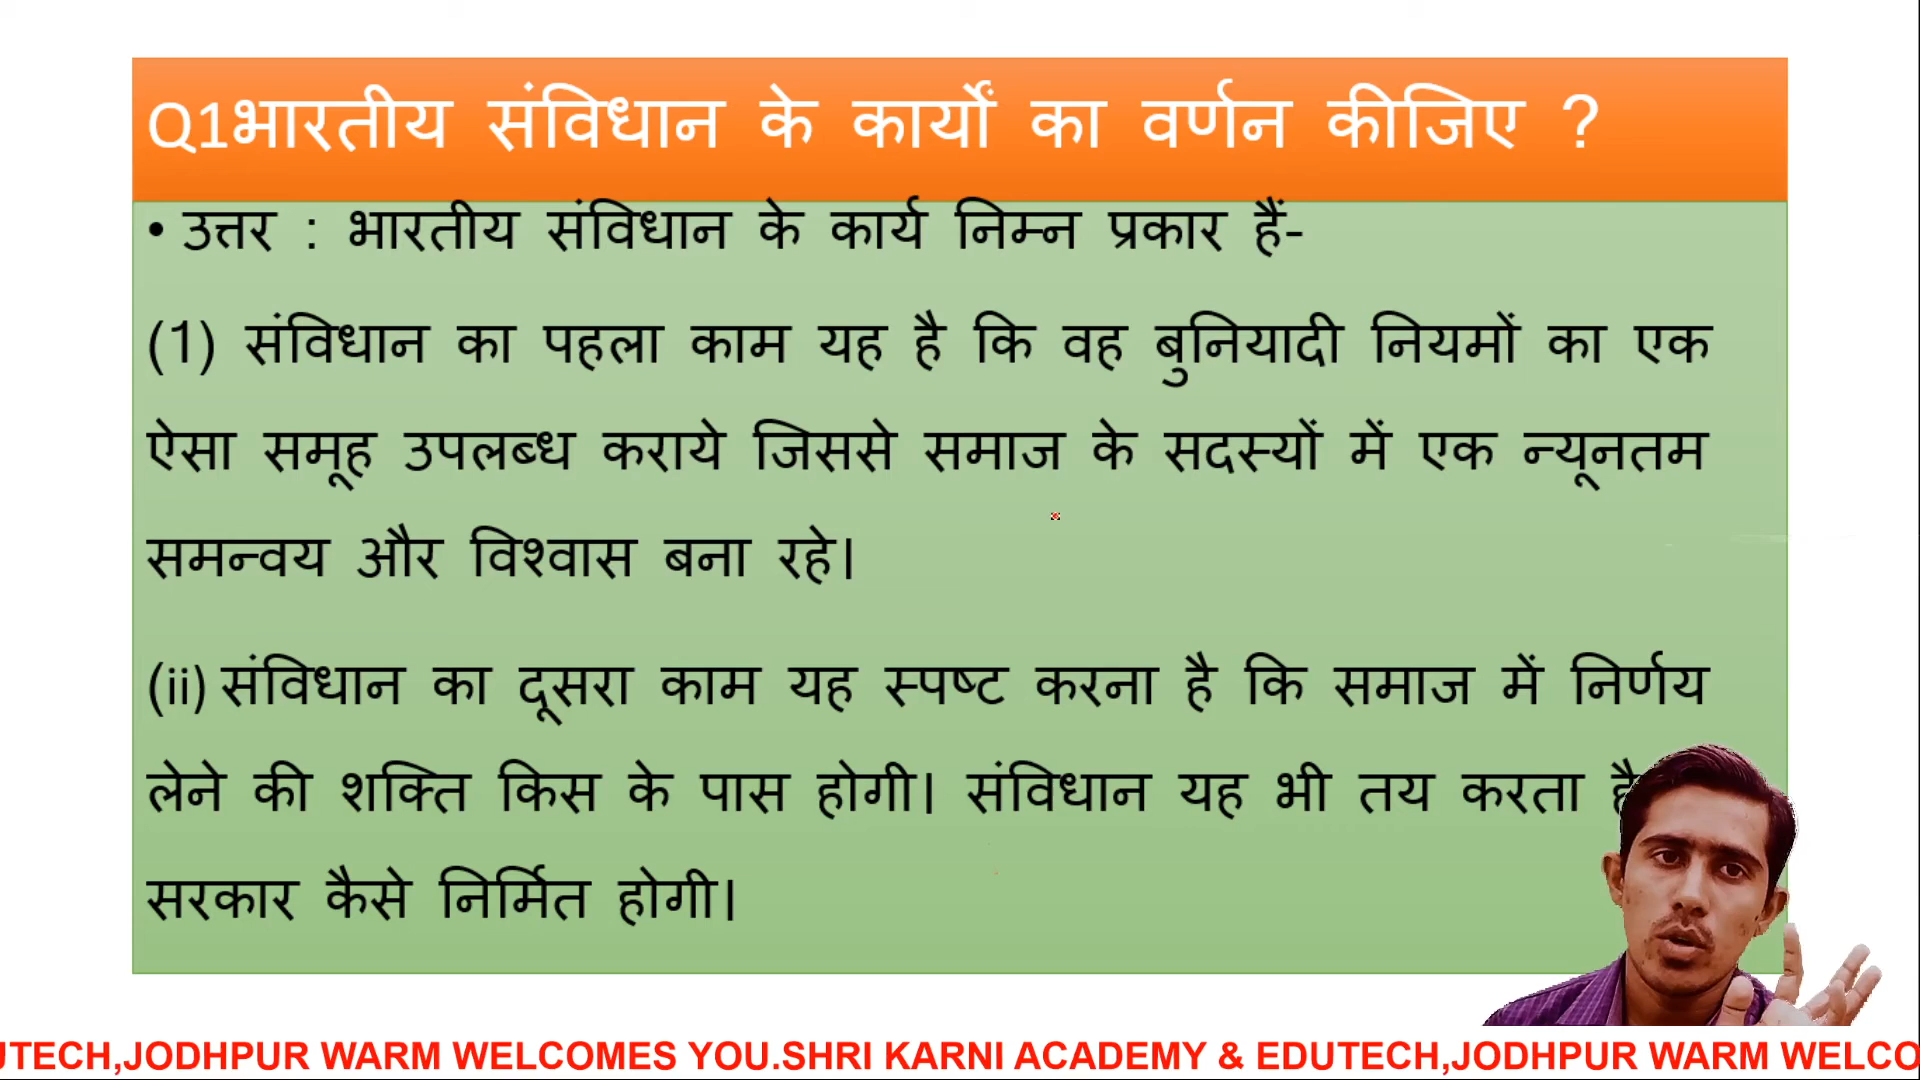 Q1भारतीय संविधान के कार्यों का वर्णन कीजिए ?
• उत्तर : भारतीय संविधान के कार्य निम्न प्रकार हैं-
(1) संविधान का पहला काम यह है कि वह बुनियादी नियमों का एक
ऐसा समूह उपलब्ध कराये जिससे समाज के सदस्यों में एक न्यूनतम
समन्वय और विश्वास बना रहे।
(ii) संविधान का दूसरा काम यह स्पष्ट करना है कि समाज में निर्णय
लेने की शक्ति किस के पास होगी। संविधान यह भी तय करता
सरकार कैसे निर्मित होगी।
UTECH,JODHPUR WARM WELCOMES YOU.SHRI KARNI ACADEMY & EDUTECH,JODHPUR WARM WELCO